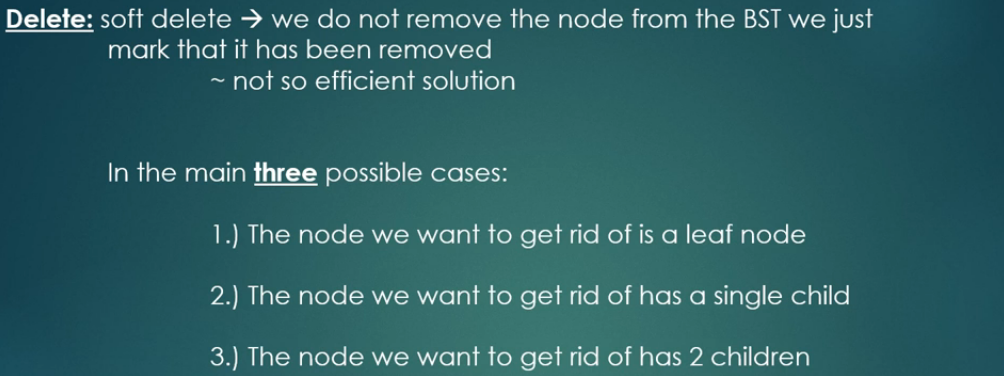 Delete: soft delete → we do not remove the node from the BST we just
mark that it has been removed
~ not so efficient solution
In the main three possible cases:
1.) The node we want to get rid of is a leaf node
2.) The node we want to get rid of has a single child
3.) The node we want to get rid of has 2 children